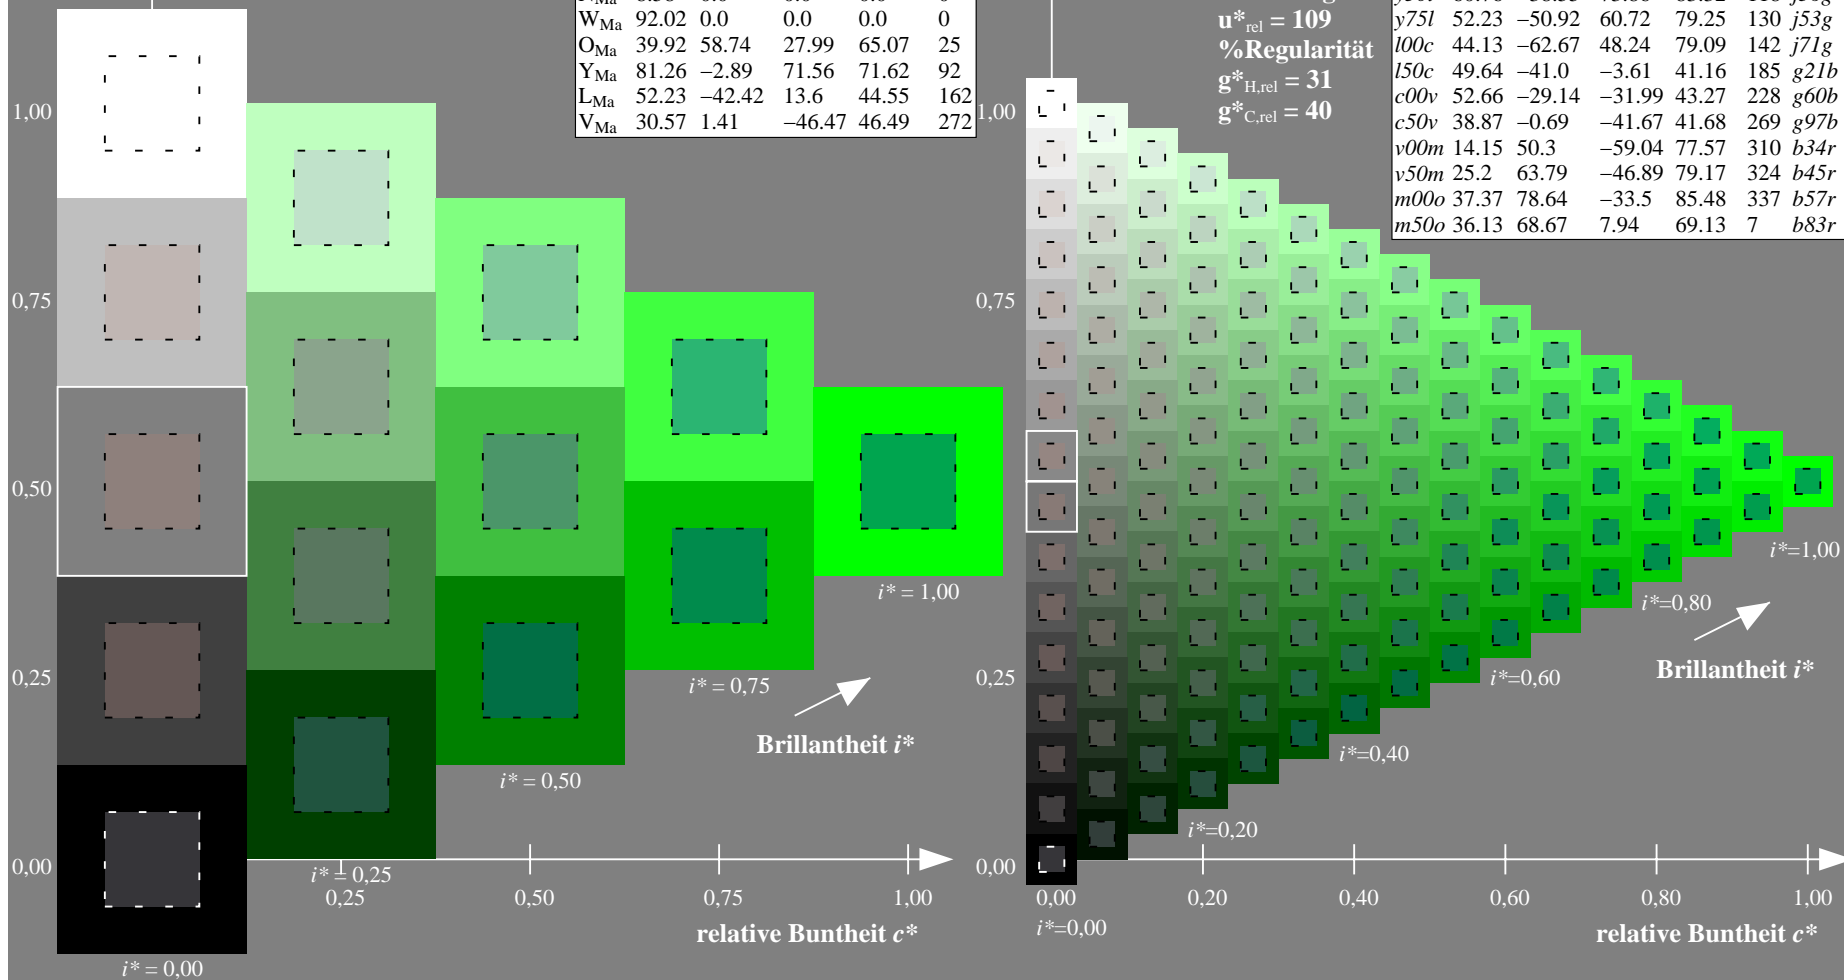 W Ma 92.02 0.0 0.0 0.0 0
O Ma 39.92 58.74 27.99 65.07 25
Y Ma 81.26 −2.89 71.56 71.62 92
L Ma 52.23 −42.42 13.6 44.55 162
V Ma 30.57 1.41 −46.47 46.49 272
u* rel = 109
%Regularität
g* H,rel = 31
g* C,rel = 40
y75l 52.23 −50.92 60.72 79.25 130 j53g
l00c 44.13 −62.67 48.24 79.09 142 j71g
l50c 49.64 −41.0 −3.61 41.16 185 g21b
c00v 52.66 −29.14 −31.99 43.27 228 g60b
c50v 38.87 −0.69 −41.67 41.68 269 g97b
v00m 14.15 50.3 −59.04 77.57 310 b34r
v50m 25.2 63.79 −46.89 79.17 324 b45r
m00o 37.37 78.64 −33.5 85.48 337 b57r
m50o 36.13 68.67 7.94 69.13 7 b83r
1,00
0,75
0,50
0,25
0,00
i* = 1,00
i* = 0,75
Brillantheit i*
i* = 0,50
i* = 0,25
0,25 0,50 0,75 1,00
relative Buntheit c*
i* = 0,00
1,00
0,75
0,50
0,25
0,00
i*=1,00
i*=0,80
Brillantheit i*
i*=0,60
i*=0,40
i*=0,20
0,00 0,20 0,40 0,60 0,80 1,00
i*=0,00
relative Buntheit c*